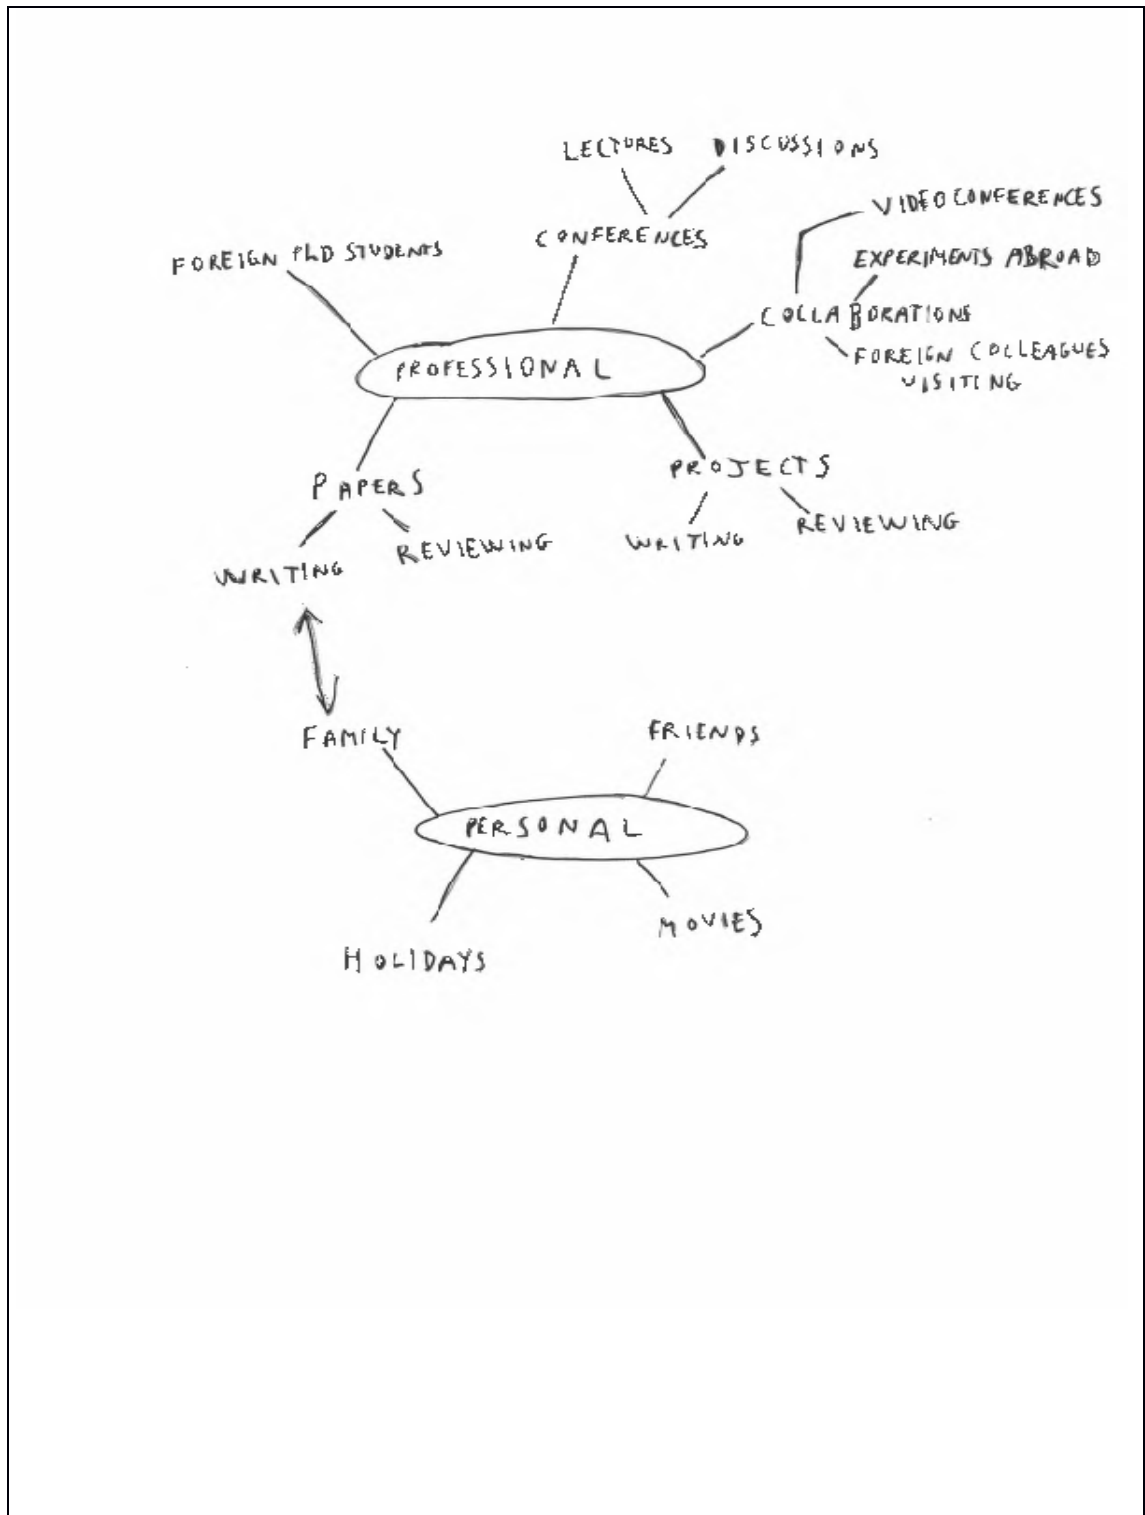 LECTURES DISCUSSIONS
VIDEOCONFERENCES
CONFERENCES
FOREIGN PhD STUDENTS
EXPERIMENTS ABROAD
COLLABORATIONS
FOREIGN COLLEAGUES
VISITING
PROFESSIONAL
PAPERS
PROJECTS
WRITING
REVIEWING
WRITING
REVIEWING
FAMILY
FRIENDS
PERSONAL
HOLIDAYS
MOVIES